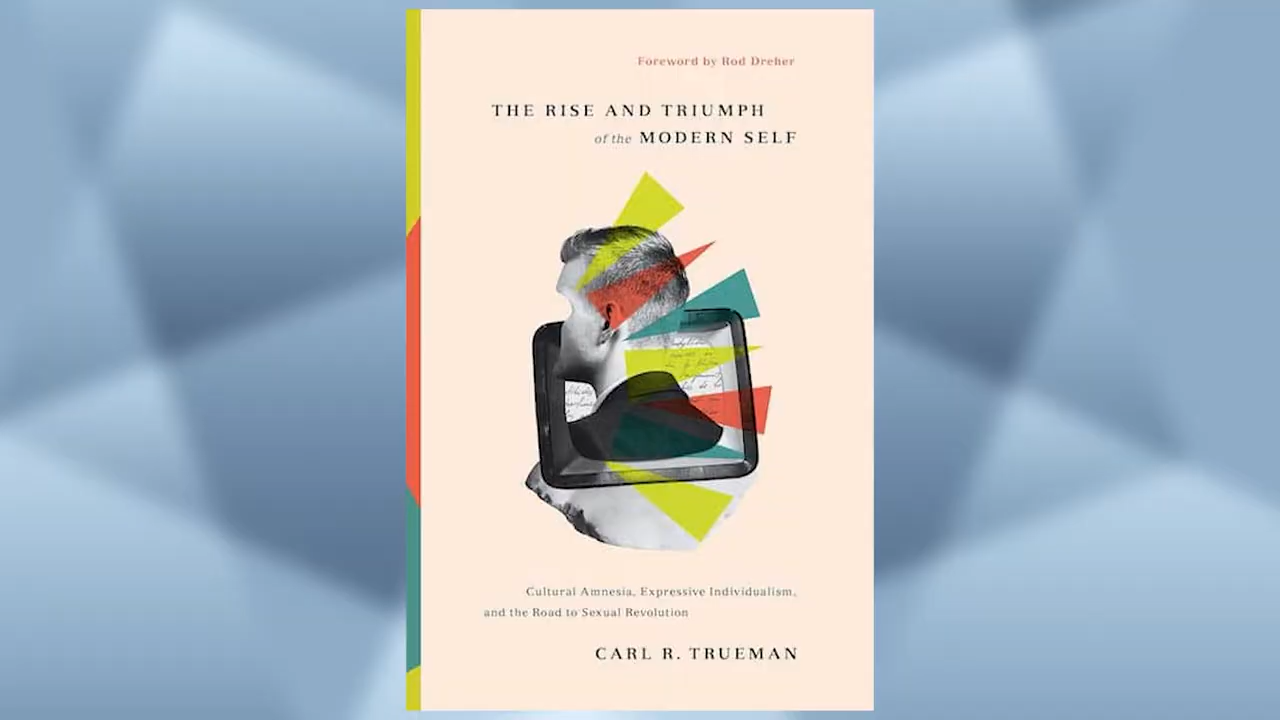 Foreword by Rod Dreher
THE RISE AND TRIUMPH
of the MODERN SELF
Cultural Amnesia, Expressive Individualism,
and the Road to Sexual Revolution
CARL R. TRUEMAN